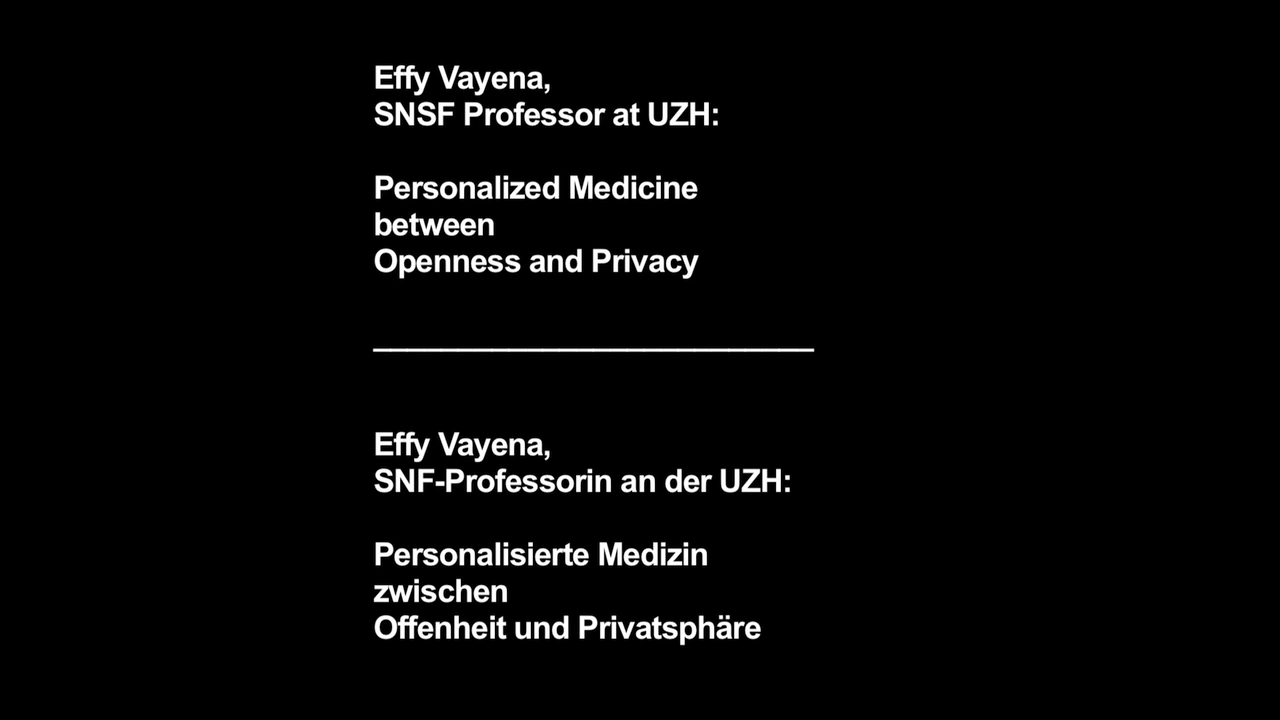 Effy Vayena,
SNSF Professor at UZH:
Personalized Medicine
between
Openness and Privacy
Effy Vayena,
SNF-Professorin an der UZH:
Personalisierte Medizin
zwischen
Offenheit und Privatsphäre